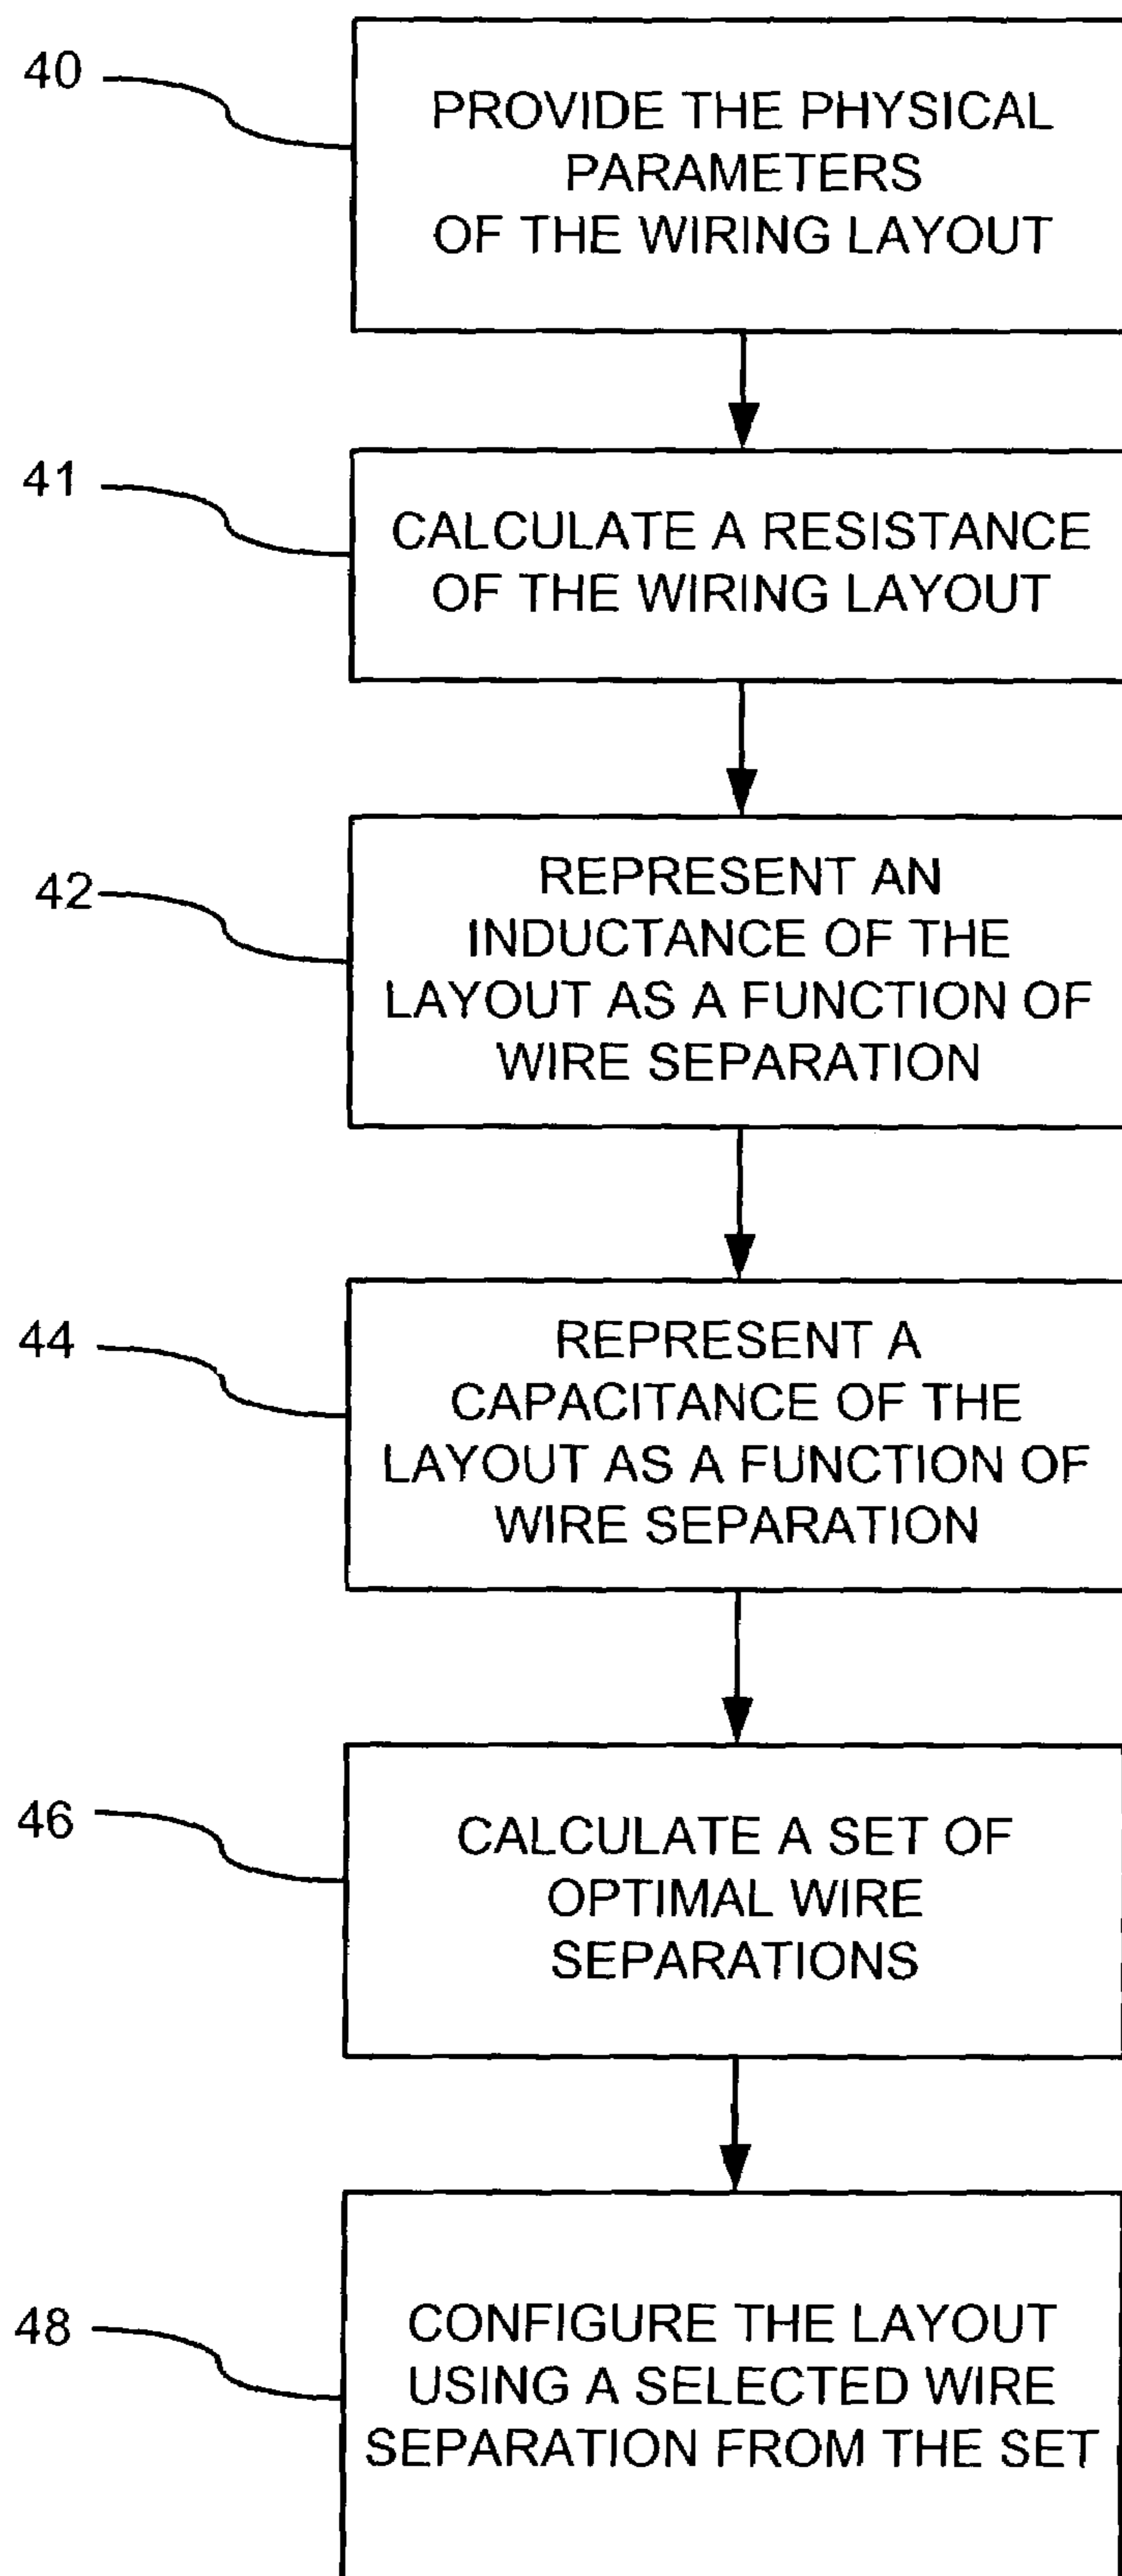 40
PROVIDE THE PHYSICAL
PARAMETERS
OF THE WIRING LAYOUT
41
CALCULATE A RESISTANCE
OF THE WIRING LAYOUT
42
REPRESENT AN
INDUCTANCE OF THE
LAYOUT AS A FUNCTION OF
WIRE SEPARATION
44
REPRESENT A
CAPACITANCE OF THE
LAYOUT AS A FUNCTION OF
WIRE SEPARATION
46
CALCULATE A SET OF
OPTIMAL WIRE
SEPARATIONS
48
CONFIGURE THE LAYOUT
USING A SELECTED WIRE
SEPARATION FROM THE SET